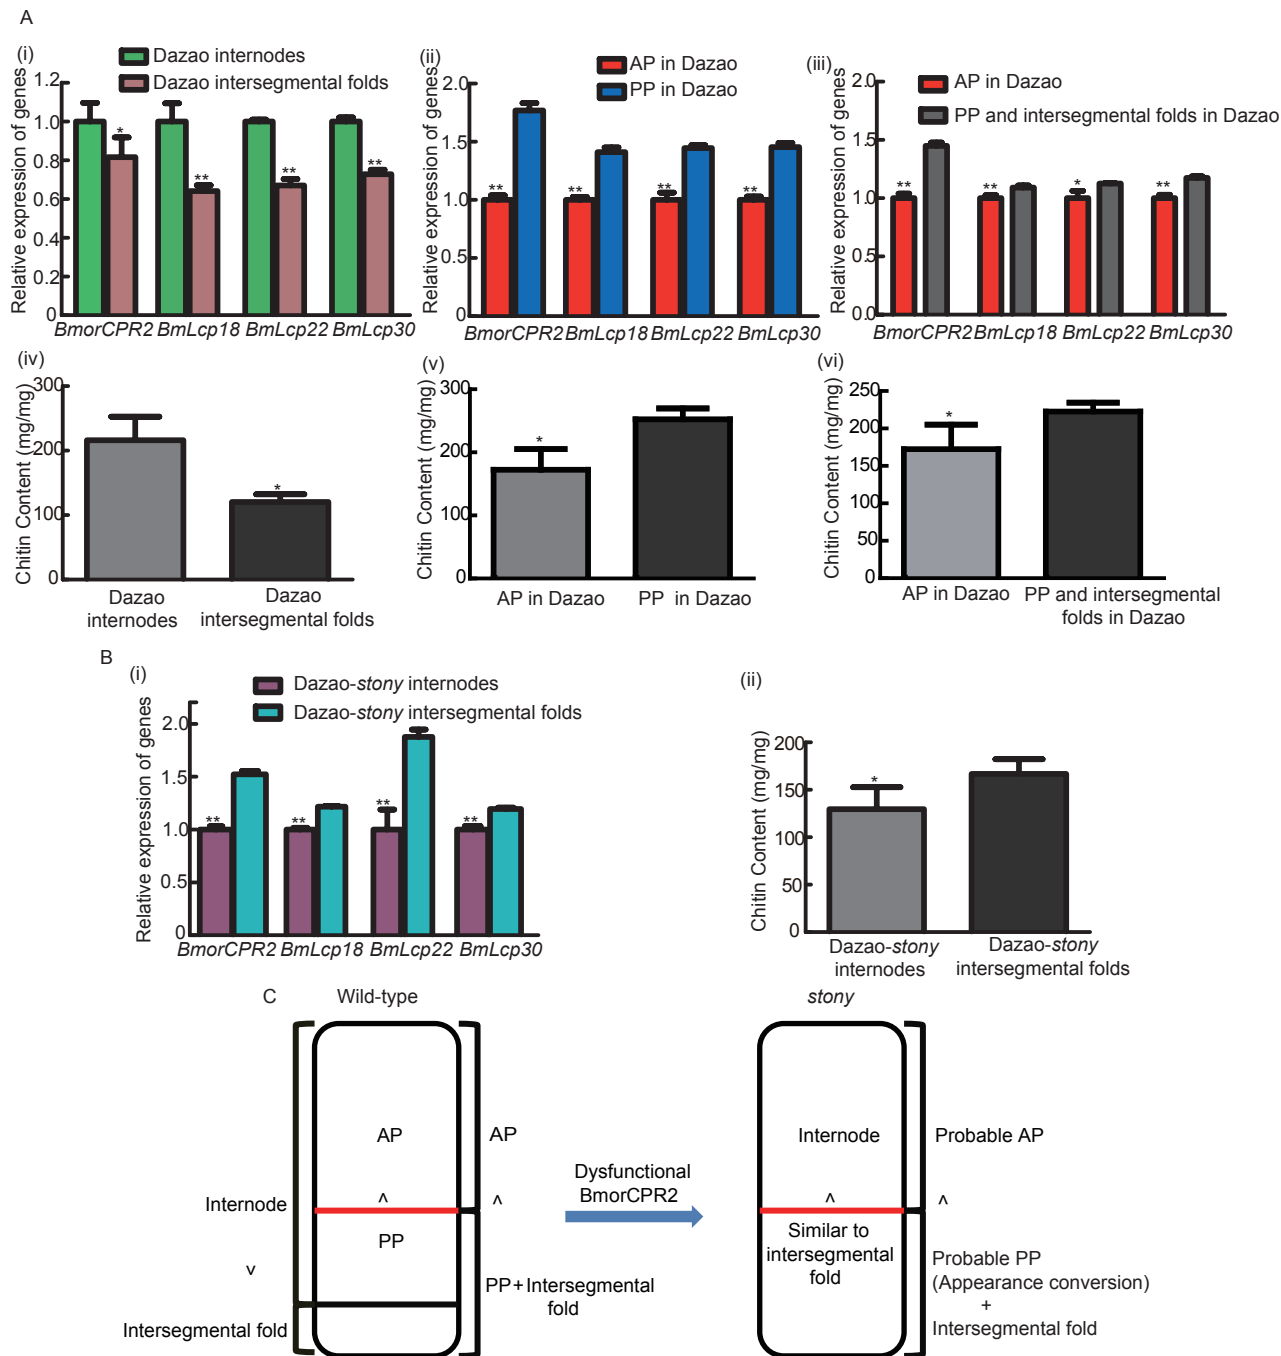 A
(i)
Dazao internodes
Dazao intersegmental folds
Relative expression of genes
1.2
1.0
0.8
0.6
0.4
0.2
0
*
**
**
**
BmorCPR2 BmLcp18 BmLcp22 BmLcp30
(ii)
AP in Dazao
PP in Dazao
Relative expression of genes
2.0
1.5
1.0
0.5
0
**
**
**
**
BmorCPR2 BmLcp18 BmLcp22 BmLcp30
(iii)
AP in Dazao
PP and intersegmental folds in Dazao
Relative expression of genes
2.0
1.5
1.0
0.5
0
**
**
*
**
BmorCPR2 BmLcp18 BmLcp22 BmLcp30
(iv)
Chitin Content (mg/mg)
300
200
100
0
*
Dazao
internodes
Dazao
intersegmental folds
(v)
Chitin Content (mg/mg)
300
200
100
0
*
AP in Dazao
PP in Dazao
(vi)
Chitin Content (mg/mg)
250
200
150
100
50
0
*
AP in Dazao
PP and intersegmental
folds in Dazao
B
(i)
Dazao-stony internodes
Dazao-stony intersegmental folds
Relative expression of genes
2.0
1.5
1.0
0.5
0
**
**
**
**
BmorCPR2 BmLcp18 BmLcp22 BmLcp30
(ii)
Chitin Content (mg/mg)
200
150
100
50
0
*
Dazao-stony
internodes
Dazao-stony
intersegmental folds
C
Wild-type
AP
^
PP
Internode
v
Intersegmental fold
AP
^
PP+Intersegmental
fold
Dysfunctional
BmorCPR2
stony
Internode
^
Similar to
intersegmental
fold
Probable AP
^
Probable PP
(Appearance conversion)
+
Intersegmental fold